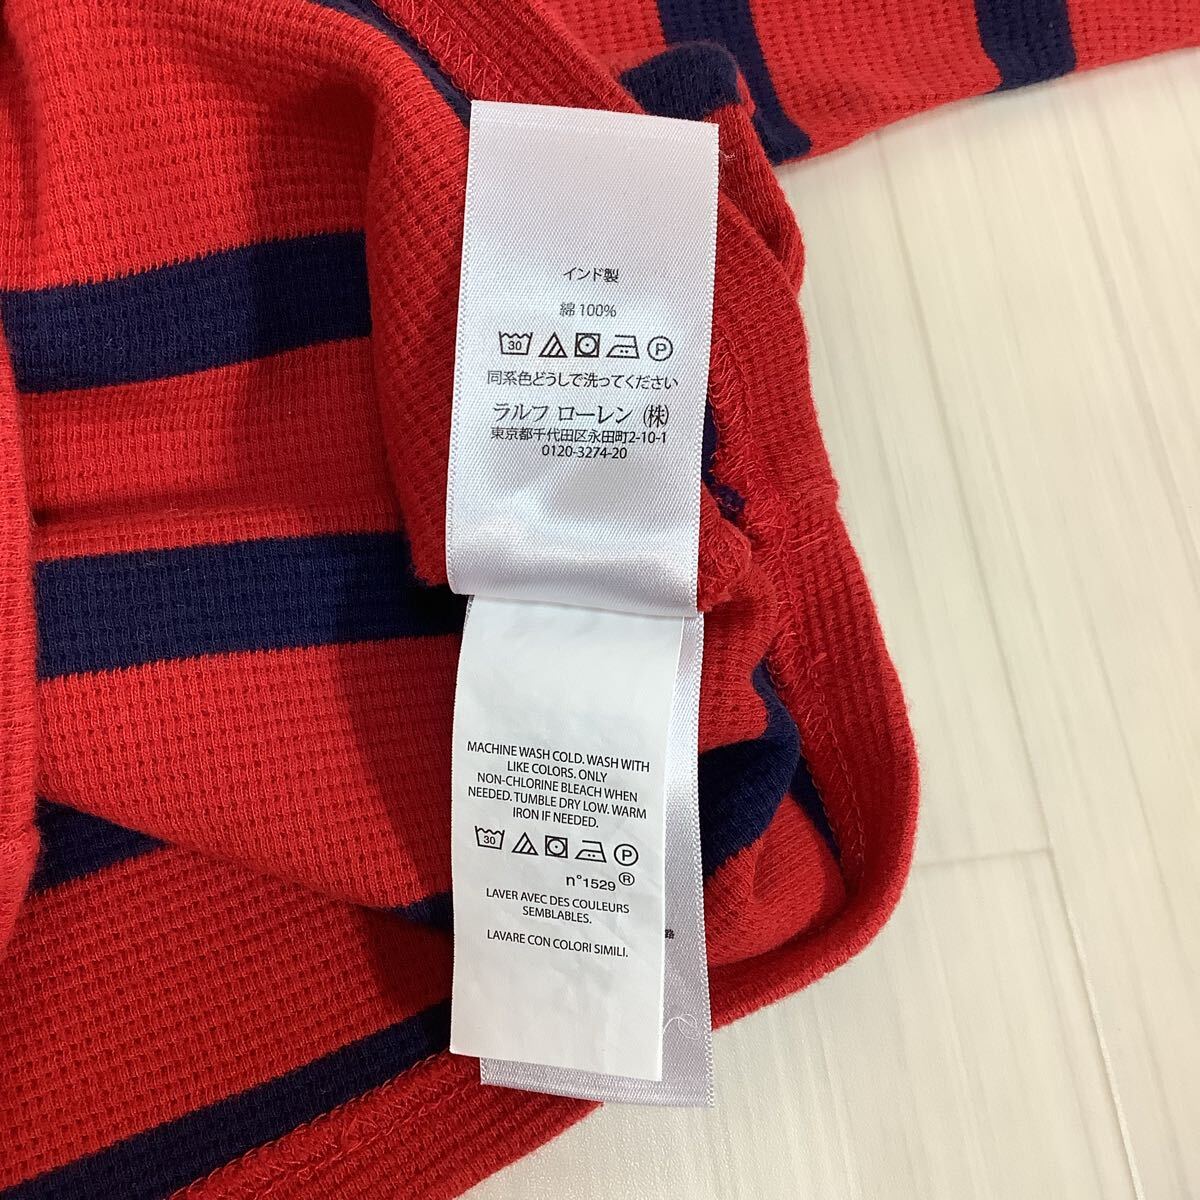 インド製
綿 100%
30 P
同系色どうしで洗ってください
ラルフ ローレン (株)
東京都千代田区永田町2-10-1
0120-3274-20
MACHINE WASH COLD. WASH WITH
LIKE COLORS. ONLY
NON-CHLORINE BLEACH WHEN
NEEDED. TUMBLE DRY LOW. WARM
IRON IF NEEDED.
30 P
n°1529 ®
LAVER AVEC DES COULEURS
SEMBLABLES.
LAVARE CON COLORI SIMILI.
路